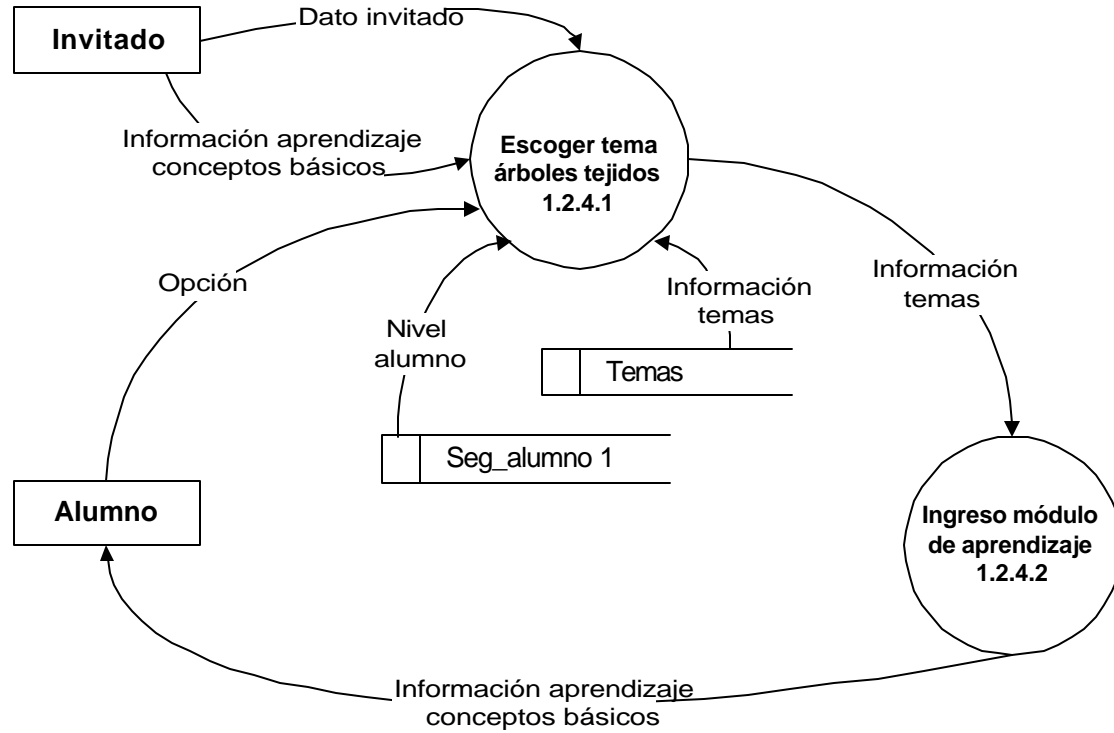 Dato invitado
Invitado
Información aprendizaje
conceptos básicos
Escoger tema
árboles tejidos
1.2.4.1
Opción
Nivel
alumno
Información
temas
Información
temas
Temas
Seg_alumno 1
Alumno
Ingreso módulo
de aprendizaje
1.2.4.2
Información aprendizaje
conceptos básicos